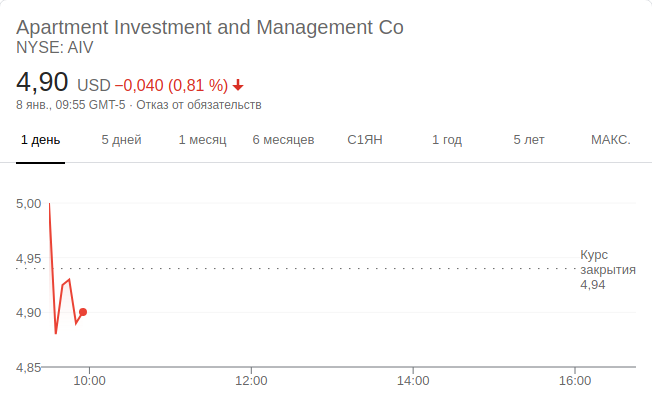 Apartment Investment and Management Co
NYSE: AIV
4,90 USD −0,040 (0,81 %)
8 янв., 09:55 GMT-5 · Отказ от обязательств
1 день 5 дней 1 месяц 6 месяцев С1ЯН 1 год 5 лет МАКС.
5,00
4,95
4,90
4,85
Курс
закрытия
4,94
10:00 12:00 14:00 16:00